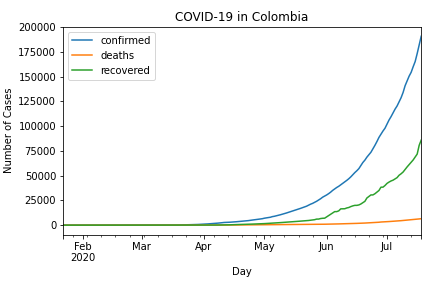 COVID-19 in Colombia
confirmed
deaths
recovered
200000
175000
150000
125000
100000
75000
50000
25000
0
Number of Cases
Feb Mar Apr May Jun Jul
2020
Day